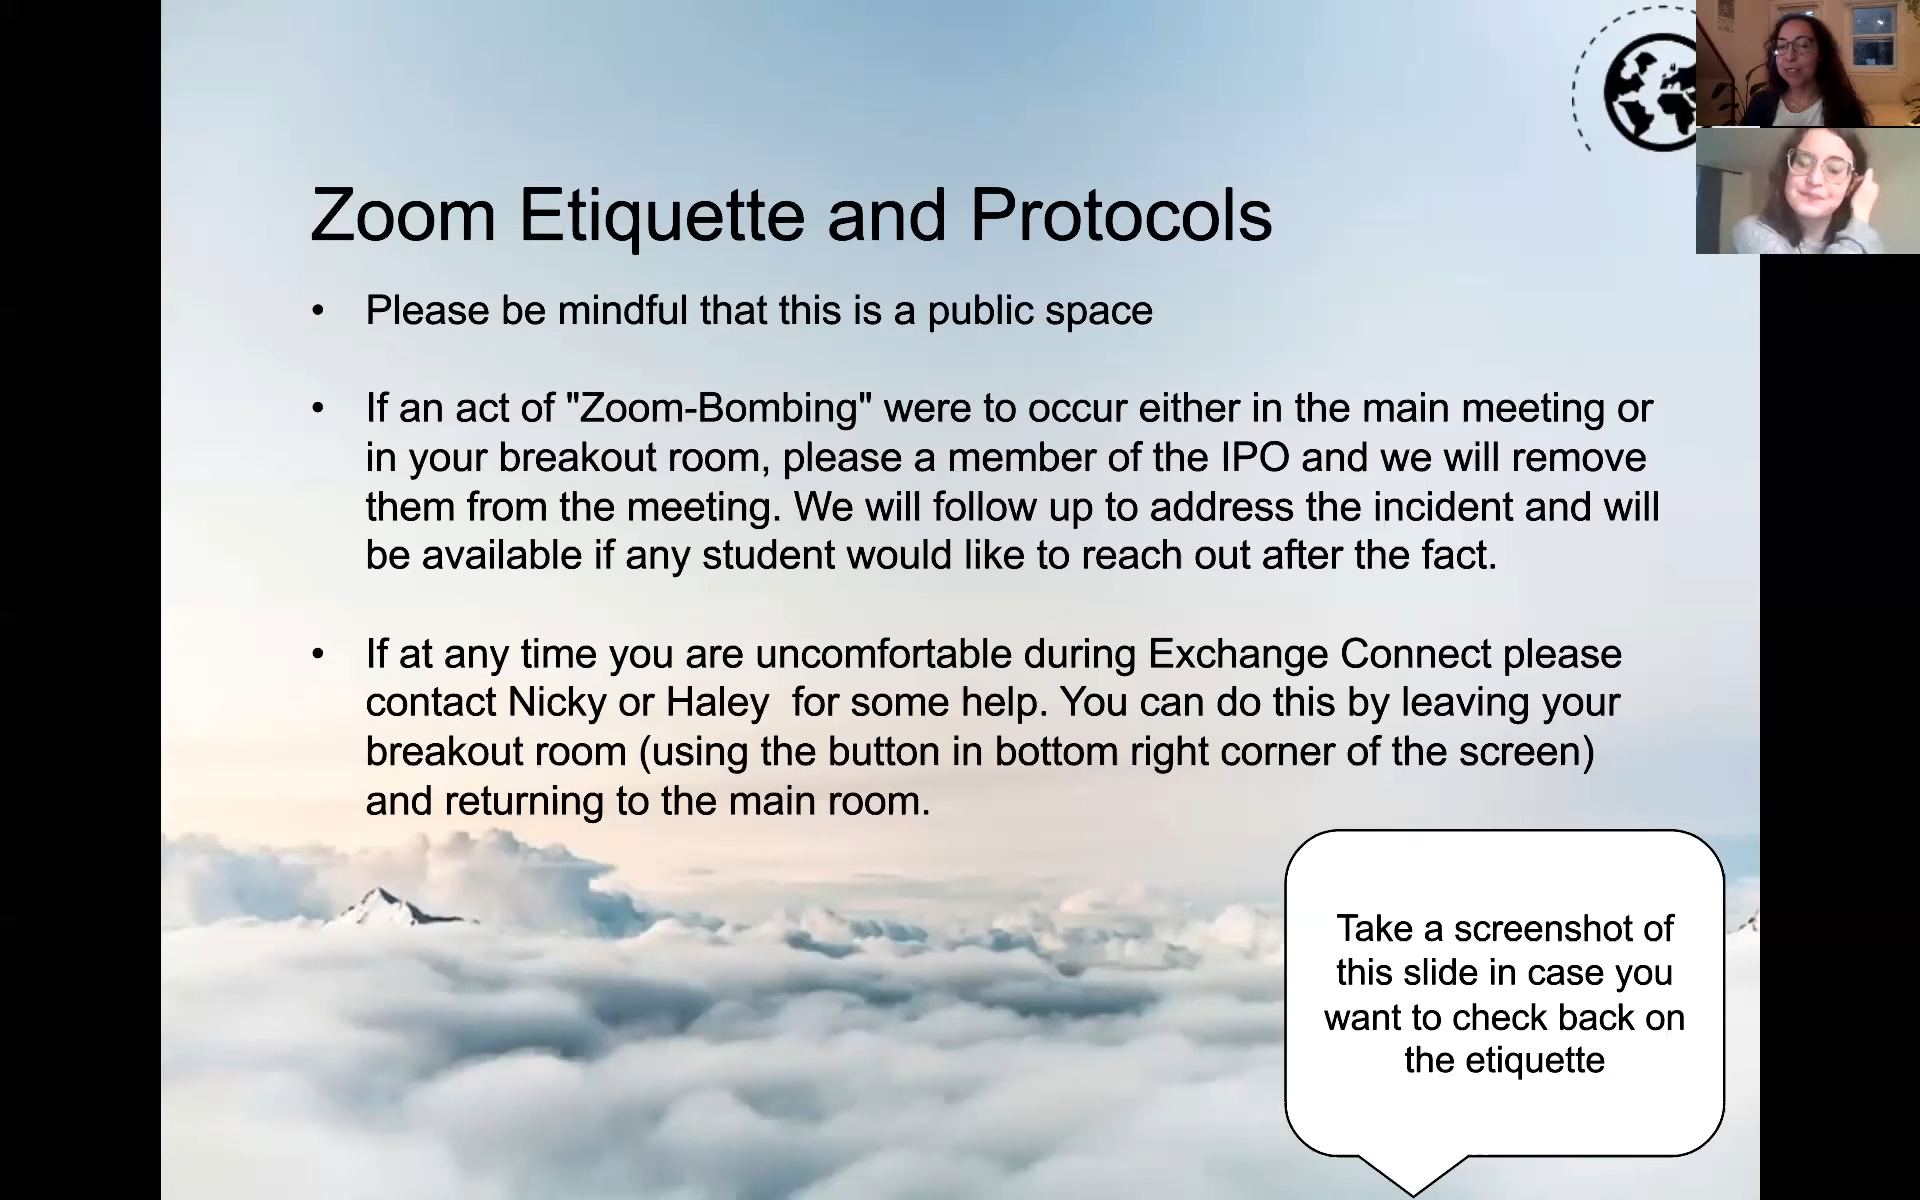 Zoom Etiquette and Protocols
• Please be mindful that this is a public space
• If an act of "Zoom-Bombing" were to occur either in the main meeting or
in your breakout room, please a member of the IPO and we will remove
them from the meeting. We will follow up to address the incident and will
be available if any student would like to reach out after the fact.
• If at any time you are uncomfortable during Exchange Connect please
contact Nicky or Haley  for some help. You can do this by leaving your
breakout room (using the button in bottom right corner of the screen)
and returning to the main room.
Take a screenshot of
this slide in case you
want to check back on
the etiquette